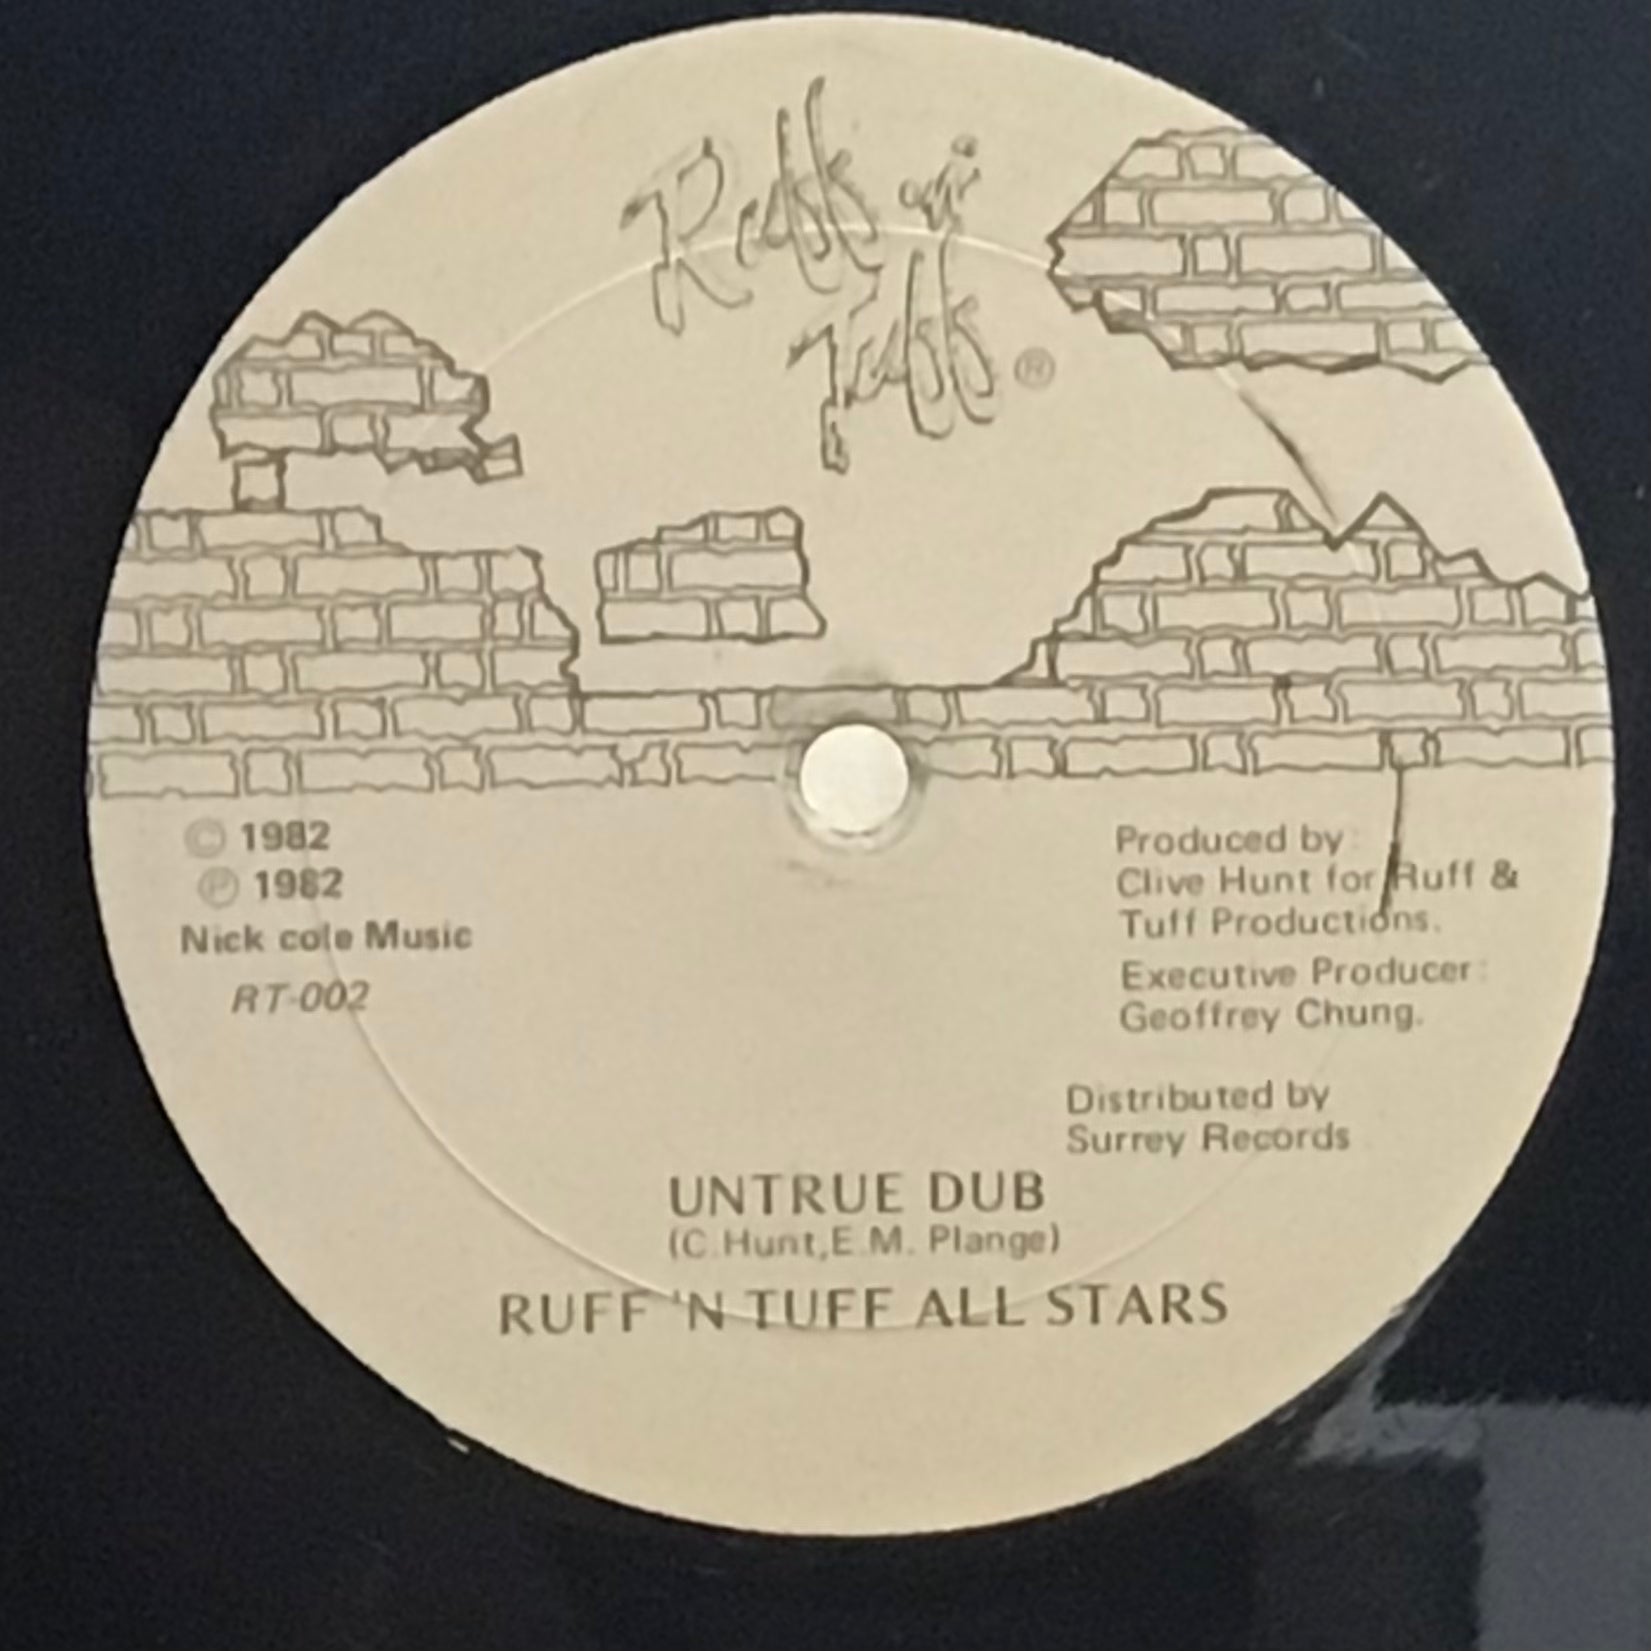 Ruff 'n'
Tuff ®
© 1982
℗ 1982
Nick cole Music
RT-002
Produced by:
Clive Hunt for Ruff &
Tuff Productions.
Executive Producer:
Geoffrey Chung.
Distributed by
Surrey Records
UNTRUE DUB
(C.Hunt,E.M. Plange)
RUFF 'N TUFF ALL STARS